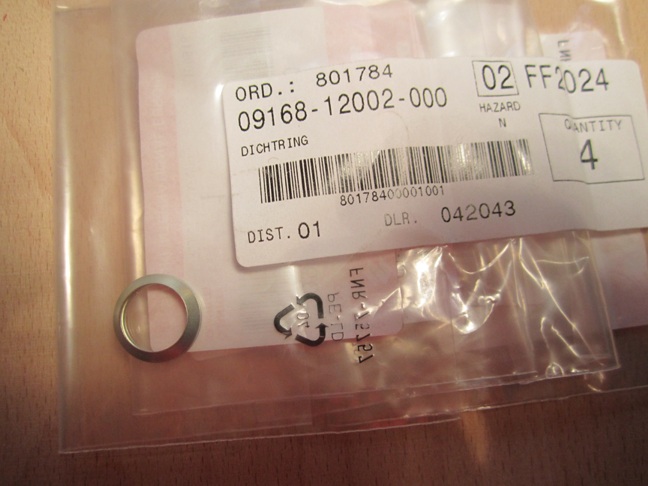 ORD.: 801784
02 FF2024
09168-12002-000
HAZARD
N
QUANTITY
4
DICHTRING
80178400001001
DIST. 01 DLR. 042043